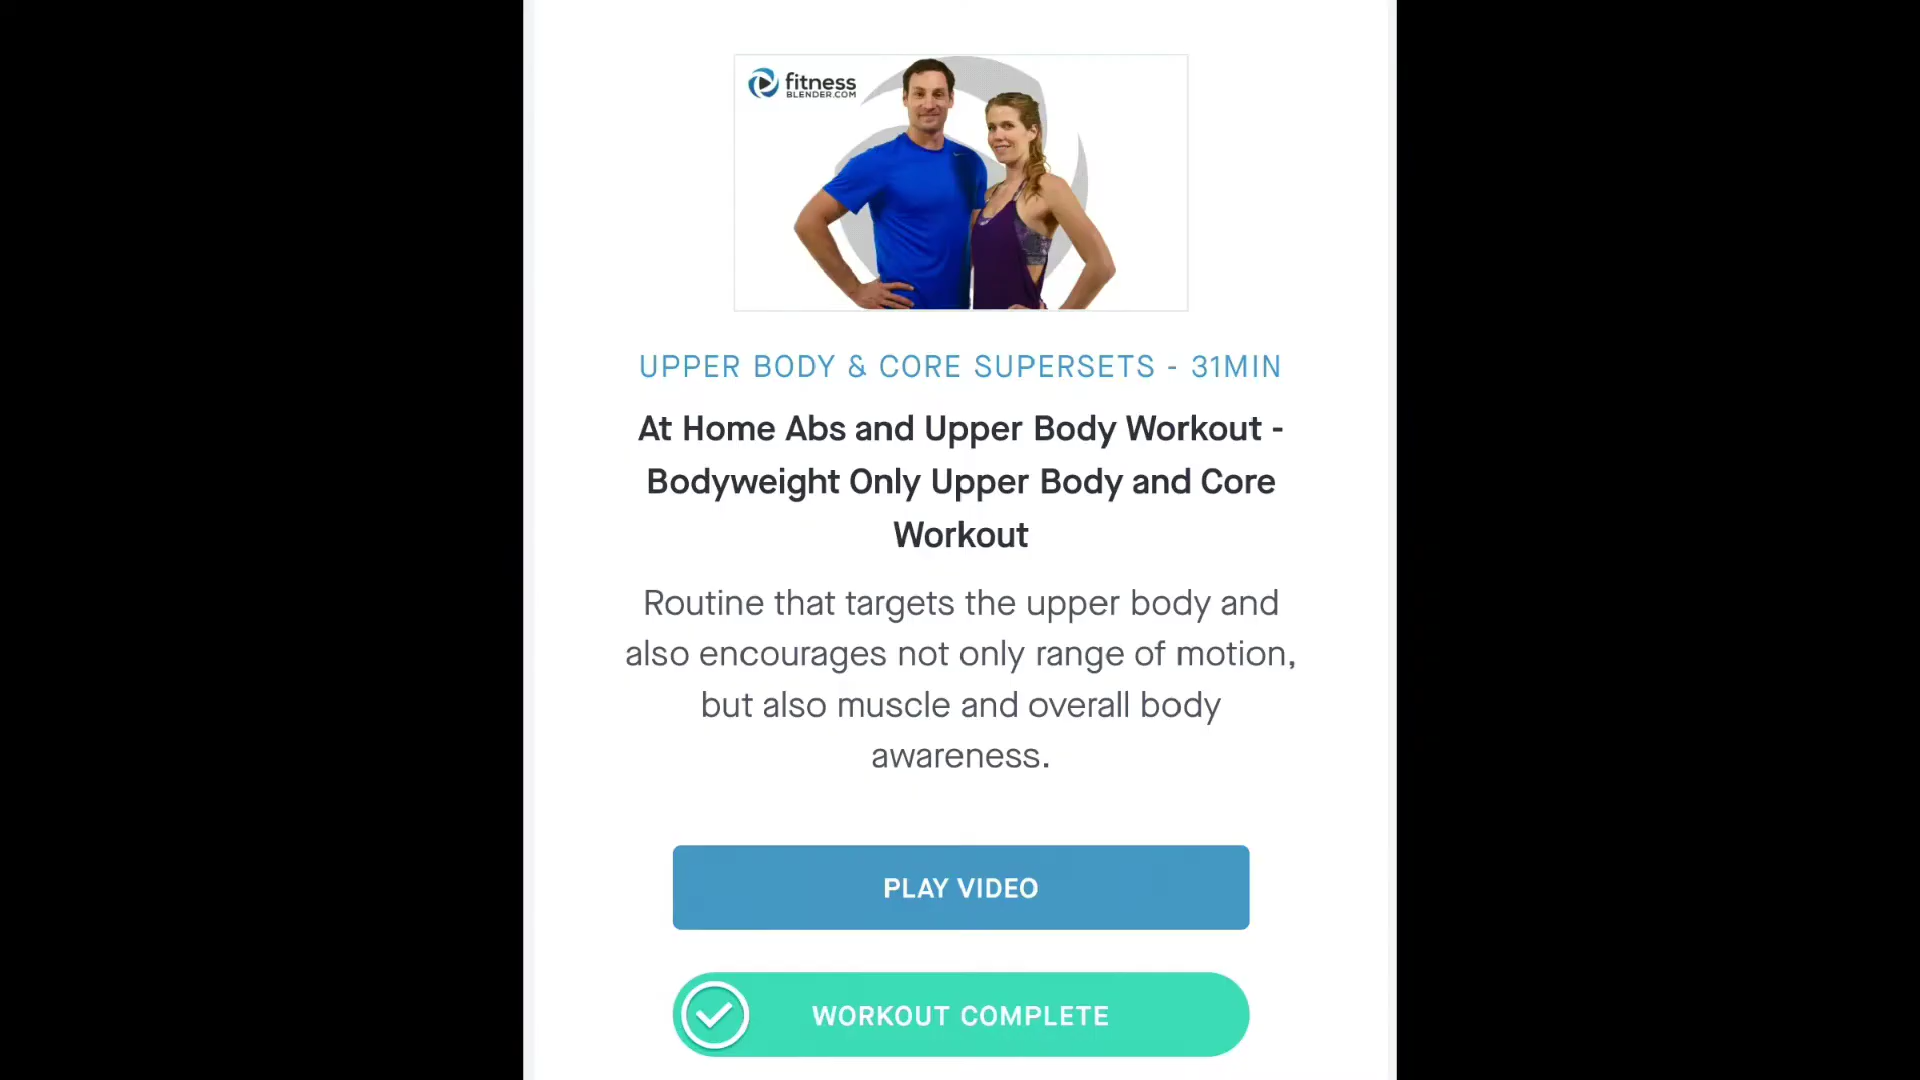 fitness
BLENDER.COM
UPPER BODY & CORE SUPERSETS - 31MIN
At Home Abs and Upper Body Workout -
Bodyweight Only Upper Body and Core
Workout
Routine that targets the upper body and
also encourages not only range of motion,
but also muscle and overall body
awareness.
PLAY VIDEO
WORKOUT COMPLETE